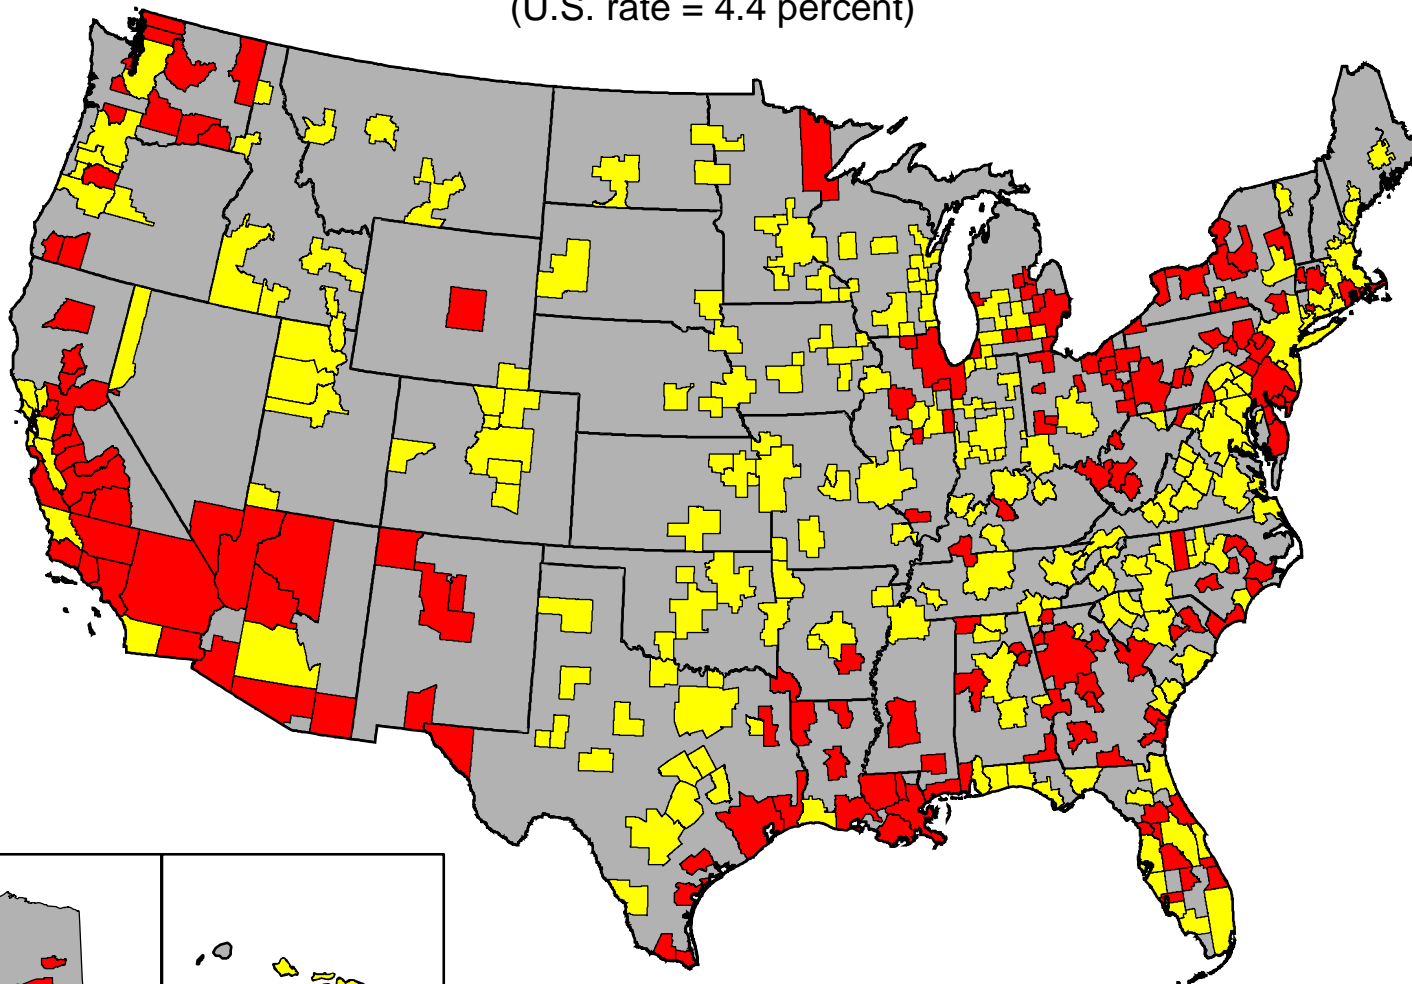 (U.S. rate = 4.4 percent)